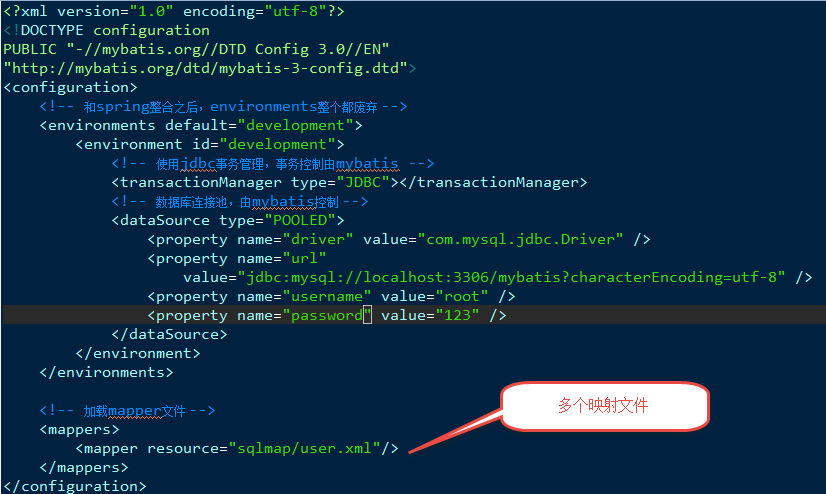 <?xml version="1.0" encoding="utf-8"?>
<!DOCTYPE configuration
PUBLIC "-//mybatis.org//DTD Config 3.0//EN"
"http://mybatis.org/dtd/mybatis-3-config.dtd">
<configuration>
<!-- 和spring整合之后，environments整个都废弃 -->
<environments default="development">
<environment id="development">
<!-- 使用jdbc事务管理，事务控制由mybatis -->
<transactionManager type="JDBC"></transactionManager>
<!-- 数据库连接池，由mybatis控制 -->
<dataSource type="POOLED">
<property name="driver" value="com.mysql.jdbc.Driver" />
<property name="url"
value="jdbc:mysql://localhost:3306/mybatis?characterEncoding=utf-8" />
<property name="username" value="root" />
<property name="password" value="123" />
</dataSource>
</environment>
</environments>
<!-- 加载mapper文件 -->
<mappers>
<mapper resource="sqlmap/user.xml"/>
</mappers>
</configuration>
多个映射文件